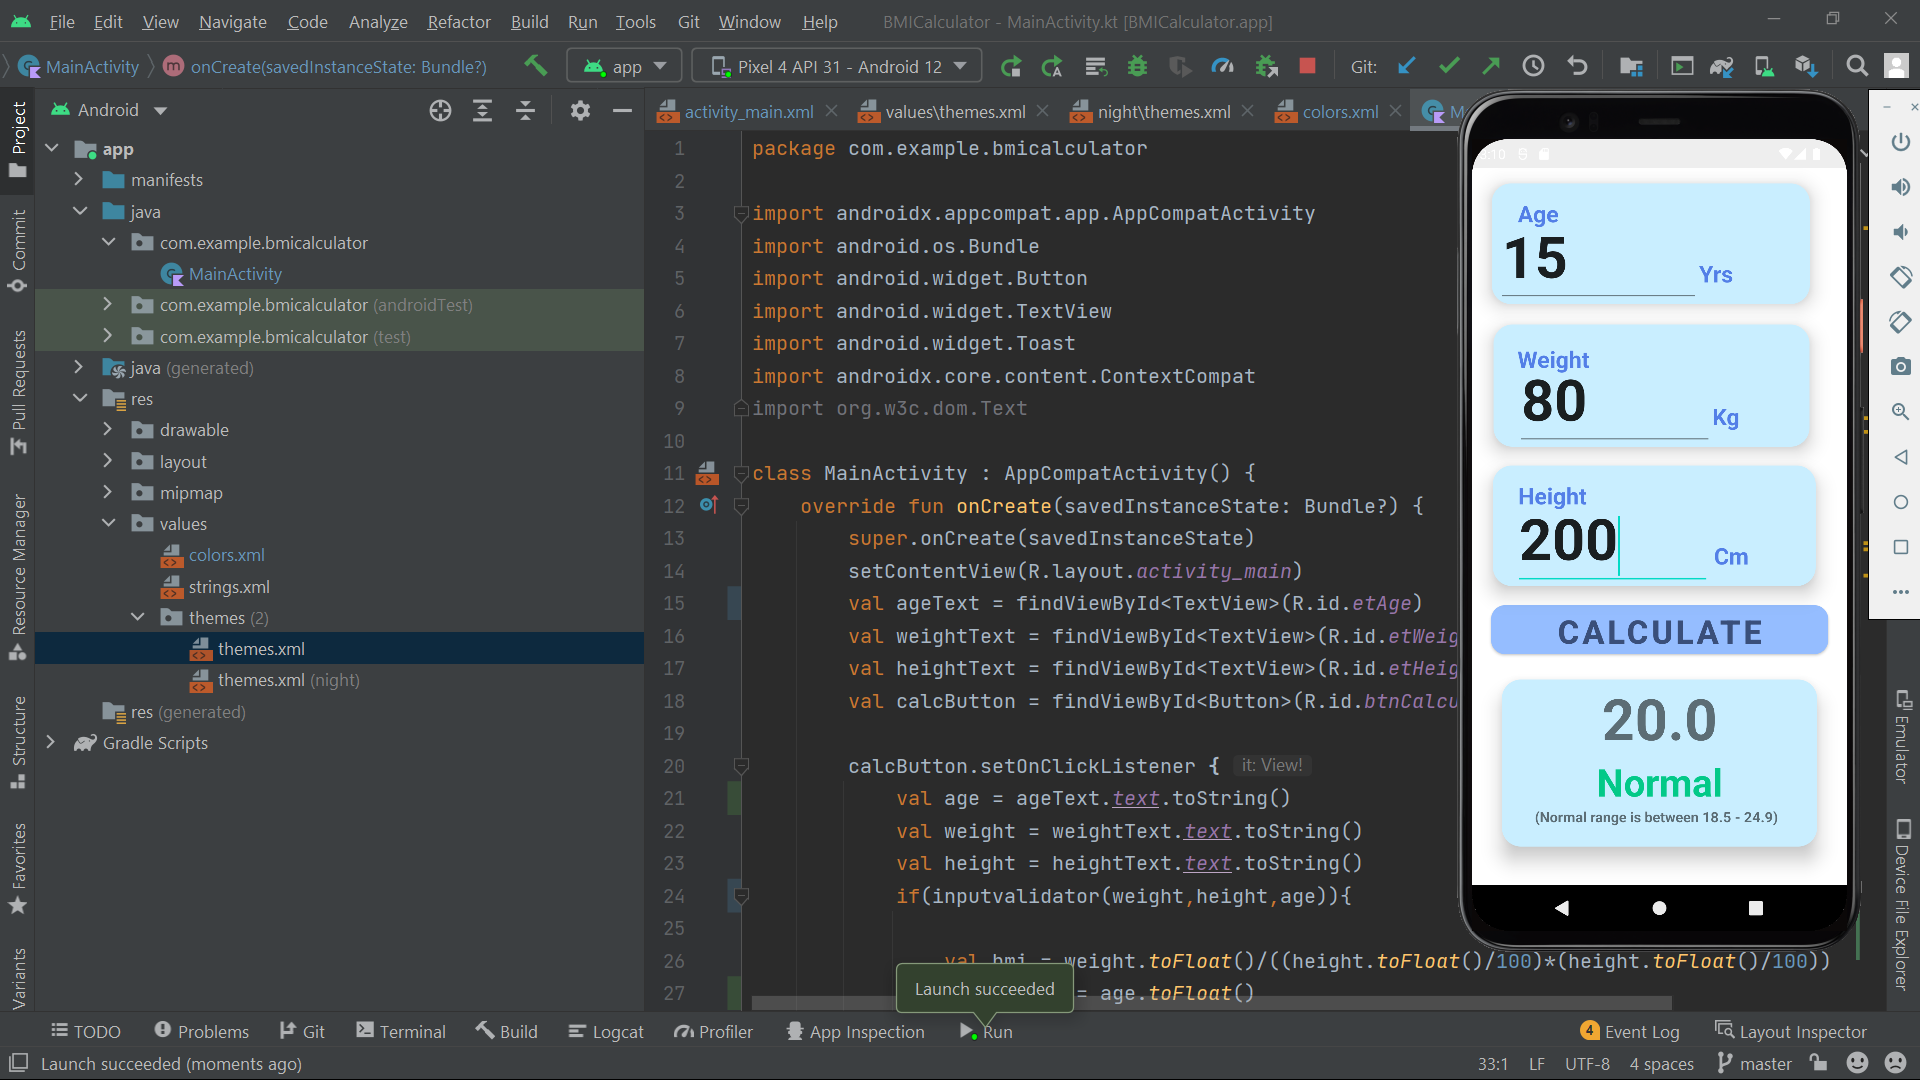 File Edit View Navigate Code Analyze Refactor Build Run Tools Git Window Help BMICalculator - MainActivity.kt [BMICalculator.app]
MainActivity onCreate(savedInstanceState: Bundle?) app Pixel 4 API 31 - Android 12 Git:
Android
activity_main.xml values\themes.xml night\themes.xml colors.xml
Project
Commit
Pull Requests
Resource Manager
Structure
Favorites
Variants
app
manifests
java
com.example.bmicalculator
MainActivity
com.example.bmicalculator (androidTest)
com.example.bmicalculator (test)
java (generated)
res
drawable
layout
mipmap
values
colors.xml
strings.xml
themes (2)
themes.xml
themes.xml (night)
res (generated)
Gradle Scripts
1 package com.example.bmicalculator
2
3 import androidx.appcompat.app.AppCompatActivity
4 import android.os.Bundle
5 import android.widget.Button
6 import android.widget.TextView
7 import android.widget.Toast
8 import androidx.core.content.ContextCompat
9 import org.w3c.dom.Text
10
11 class MainActivity : AppCompatActivity() {
12 override fun onCreate(savedInstanceState: Bundle?) {
13 super.onCreate(savedInstanceState)
14 setContentView(R.layout.activity_main)
15 val ageText = findViewById<TextView>(R.id.etAge)
16 val weightText = findViewById<TextView>(R.id.etWeig
17 val heightText = findViewById<TextView>(R.id.etHeig
18 val calcButton = findViewById<Button>(R.id.btnCalcu
19
20 calcButton.setOnClickListener { it: View!
21 val age = ageText.text.toString()
22 val weight = weightText.text.toString()
23 val height = heightText.text.toString()
24 if(inputvalidator(weight,height,age)){
25
26 val bmi = weight.toFloat()/((height.toFloat()/100)*(height.toFloat()/100))
27 = age.toFloat()
Launch succeeded
Age
15 Yrs
Weight
80 Kg
Height
200 Cm
CALCULATE
20.0
Normal
(Normal range is between 18.5 - 24.9)
Emulator
Device File Explorer
TODO Problems Git Terminal Build Logcat Profiler App Inspection Run 4 Event Log Layout Inspector
Launch succeeded (moments ago) 33:1 LF UTF-8 4 spaces master